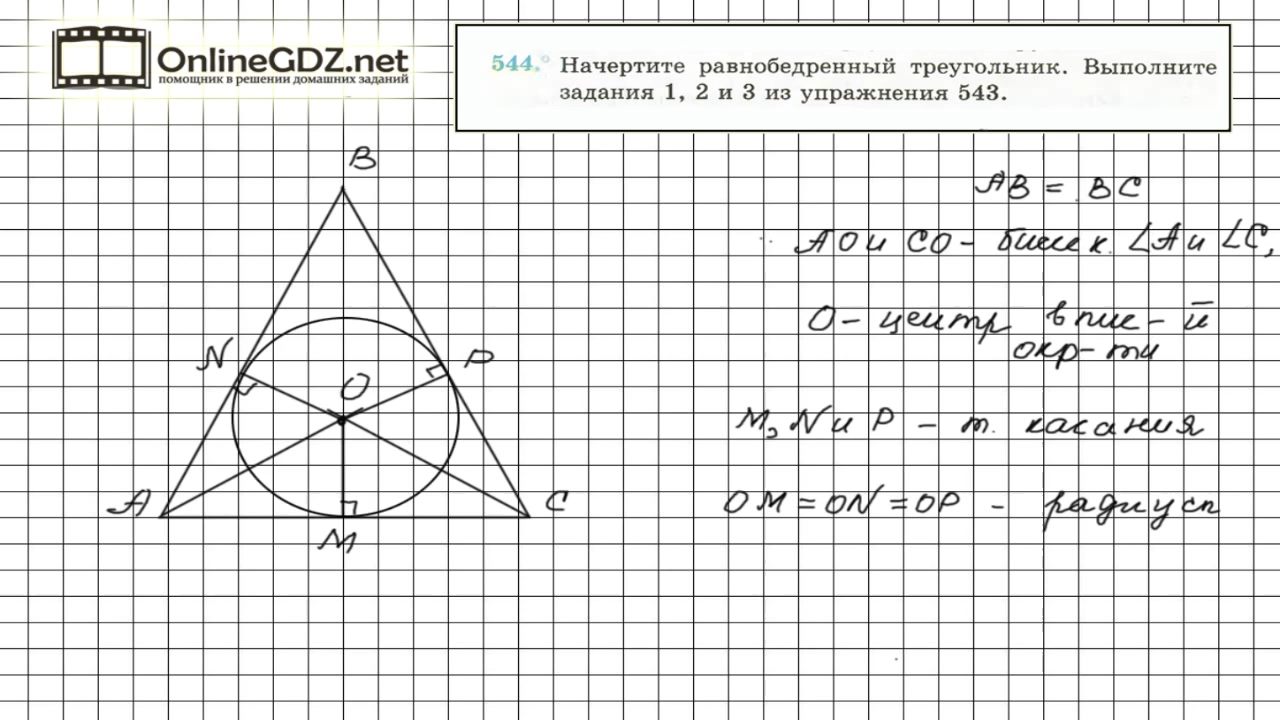 OnlineGDZ.net
помощник в решении домашних заданий
544.° Начертите равнобедренный треугольник. Выполните
задания 1, 2 и 3 из упражнения 543.
B
AB = BC
AO и CO - биссек. ∠A и ∠C,
O - центр впис-й
окр-ти
N
P
O
M, N и P - т. касания
A
C
OM = ON = OP - радиусы
M